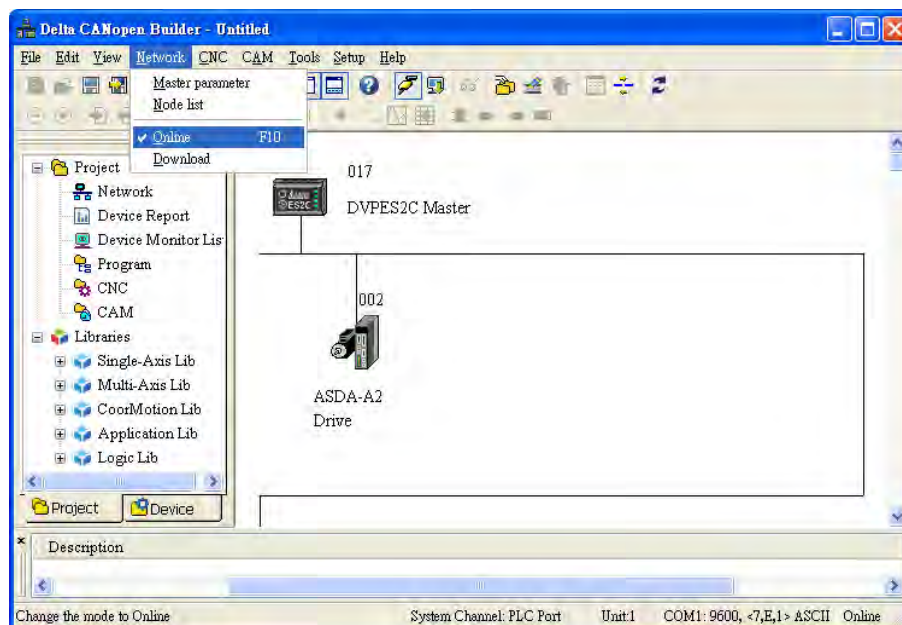 Delta CANopen Builder - Untitled
File Edit View Network CNC CAM Tools Setup Help
Master parameter
Node list
Online F10
Download
Project
Network
Device Report
Device Monitor Lis
Program
CNC
CAM
Libraries
Single-Axis Lib
Multi-Axis Lib
CoorMotion Lib
Application Lib
Logic Lib
Project Device
017
ES2C
DVPES2C Master
002
ASDA-A2
Drive
Description
Change the mode to Online System Channel: PLC Port Unit:1 COM1: 9600, <7,E,1> ASCII Online